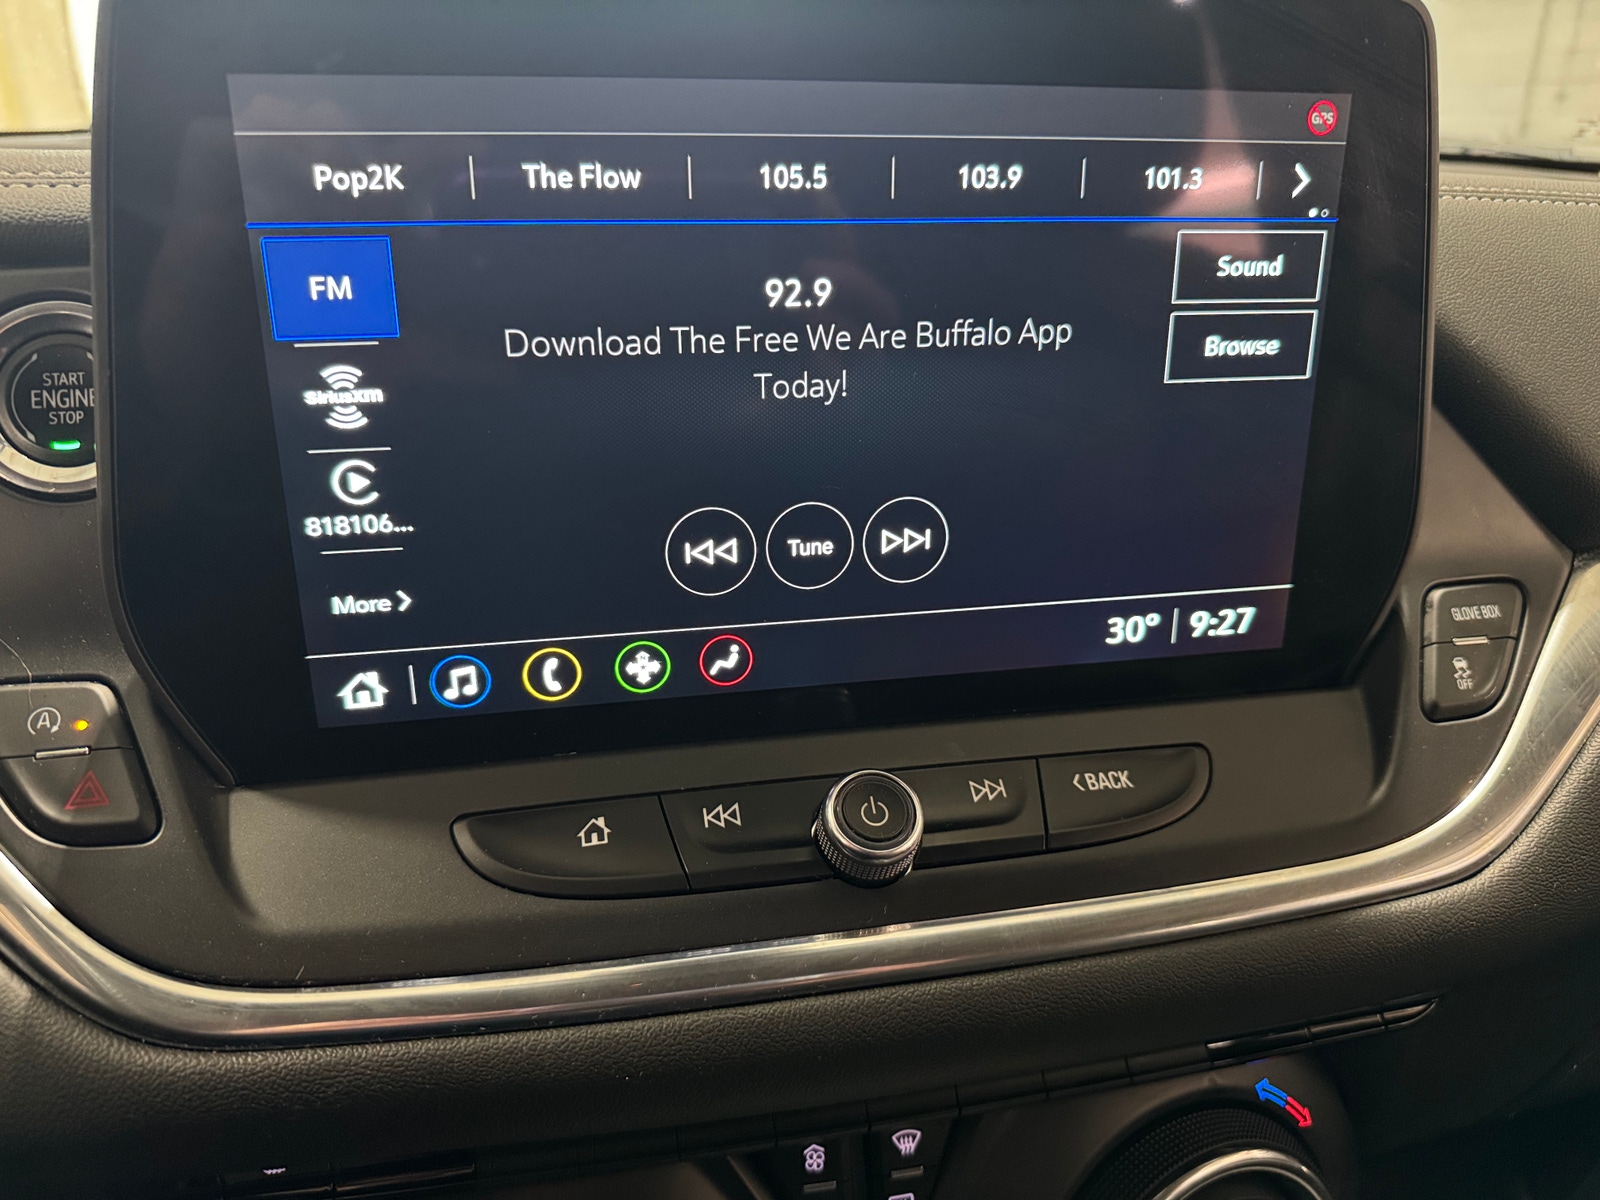 GPS
Pop2K
The Flow
105.5
103.9
101.3
FM
92.9
Download The Free We Are Buffalo App
Today!
Sound
Browse
SiriusXm
818106...
More
Tune
30° 9:27
START
ENGINE
STOP
A
GLOVE BOX
OFF
BACK